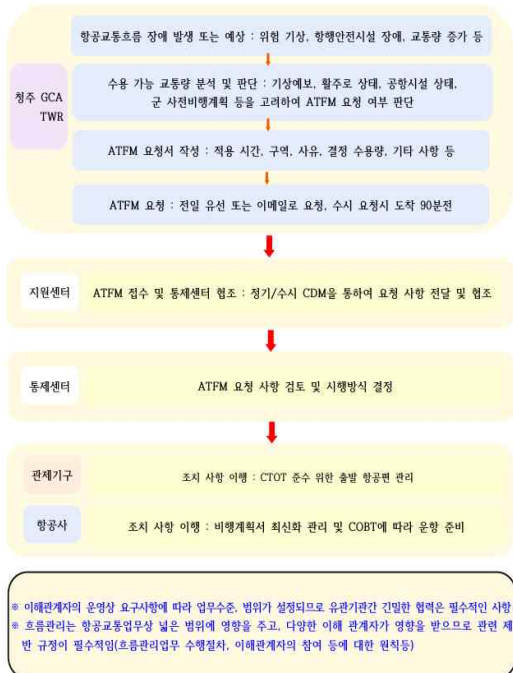 항공교통흐름 장애 발생 또는 예상 : 위험 기상, 항행안전시설 장애, 교통량 증가 등
청주 GCA
TWR
수용 가능 교통량 분석 및 판단 : 기상예보, 활주로 상태, 공항시설 상태,
군 사전비행계획 등을 고려하여 ATFM 요청 여부 판단
ATFM 요청서 작성 : 적용 시간, 구역, 사유, 결정 수용량, 기타 사항 등
ATFM 요청 : 전일 유선 또는 이메일로 요청, 수시 요청시 도착 90분전
지원센터
ATFM 접수 및 통제센터 협조 : 정기/수시 CDM을 통하여 요청 사항 전달 및 협조
통제센터
ATFM 요청 사항 검토 및 시행방식 결정
관제기구
조치 사항 이행 : CTOT 준수 위한 출발 항공편 관리
항공사
조치 사항 이행 : 비행계획서 최신화 관리 및 COBT에 따라 운항 준비
※ 이해관계자의 운영상 요구사항에 따라 업무수준, 범위가 설정되므로 유관기관간 긴밀한 협력은 필수적인 사항
※ 흐름관리는 항공교통업무상 넓은 범위에 영향을 주고, 다양한 이해 관계자가 영향을 받으므로 관련 제
반 규정이 필수적임(흐름관리업무 수행절차, 이해관계자의 참여 등에 대한 원칙등)